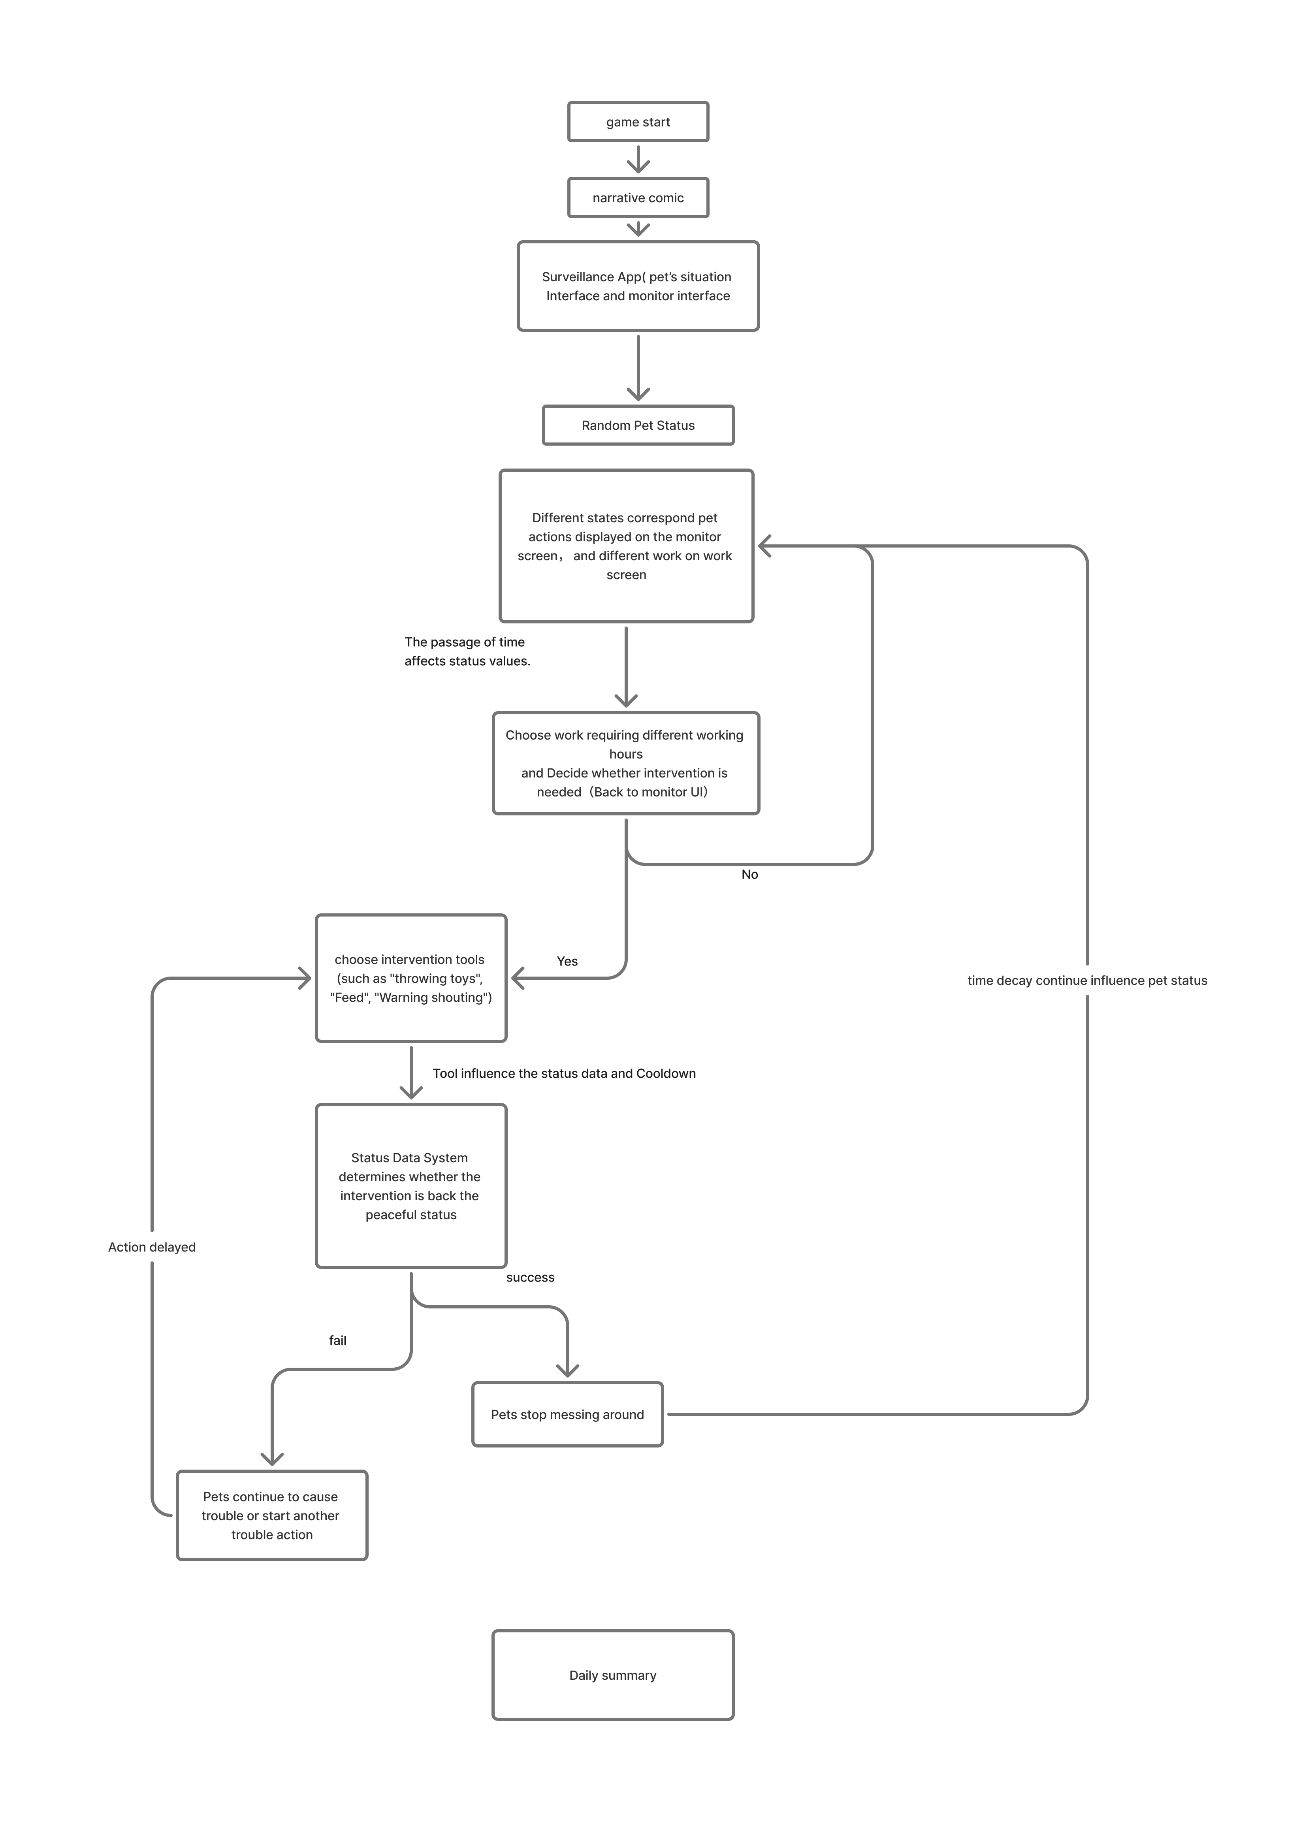 game start
narrative comic
Surveillance App( pet's situation
Interface and monitor interface
Random Pet Status
Different states correspond pet
actions displayed on the monitor
screen， and different work on work
screen
The passage of time
affects status values.
Choose work requiring different working
hours
and Decide whether intervention is
needed（Back to monitor UI）
No
Yes
choose intervention tools
(such as "throwing toys",
"Feed", "Warning shouting")
time decay continue influence pet status
Tool influence the status data and Cooldown
Status Data System
determines whether the
intervention is back the
peaceful status
Action delayed
success
fail
Pets stop messing around
Pets continue to cause
trouble or start another
trouble action
Daily summary